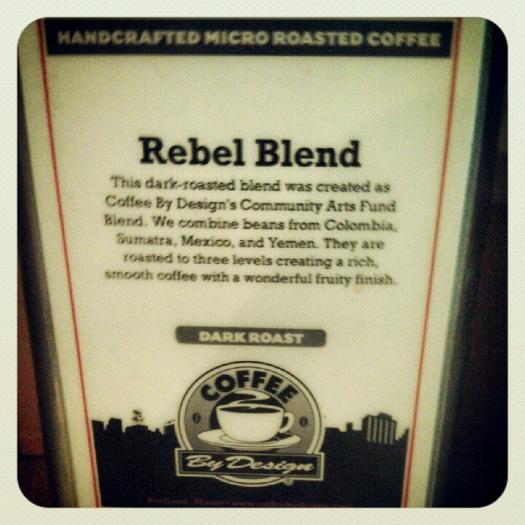 HANDCRAFTED MICRO ROASTED COFFEE
Rebel Blend
This dark-roasted blend was created as
Coffee By Design's Community Arts Fund
Blend. We combine beans from Colombia,
Sumatra, Mexico, and Yemen. They are
roasted to three levels creating a rich,
smooth coffee with a wonderful fruity finish.
DARK ROAST
COFFEE
By Design
Portland, Maine